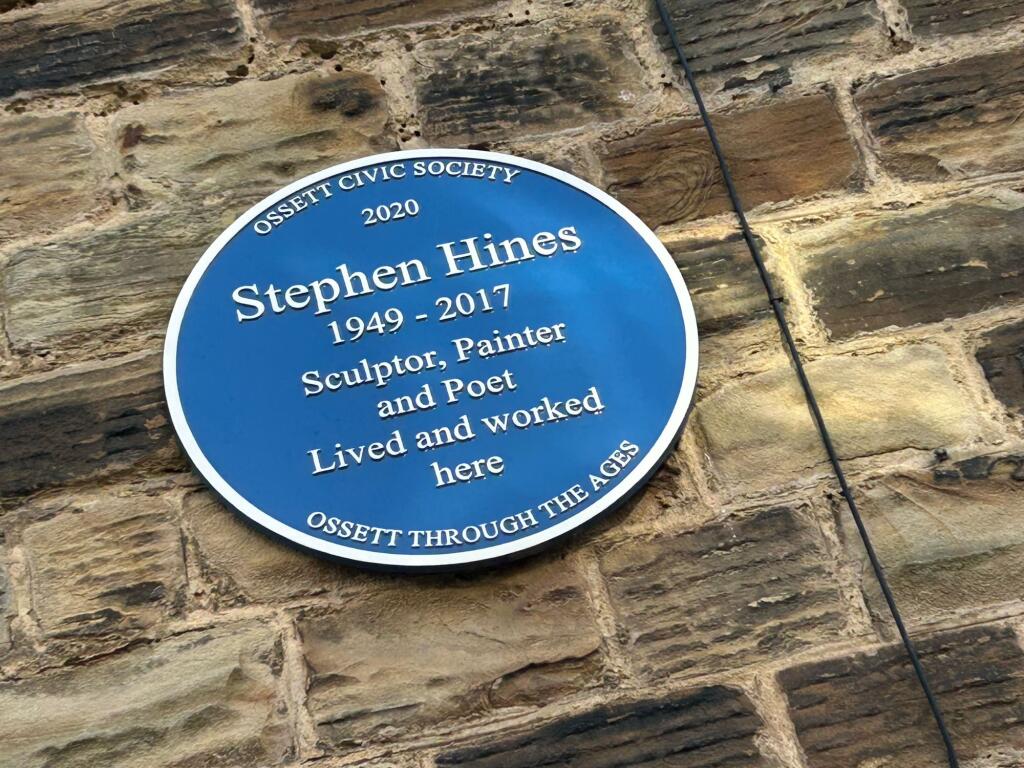 OSSETT CIVIC SOCIETY
2020
Stephen Hines
1949 - 2017
Sculptor, Painter
and Poet
Lived and worked
here
OSSETT THROUGH THE AGES